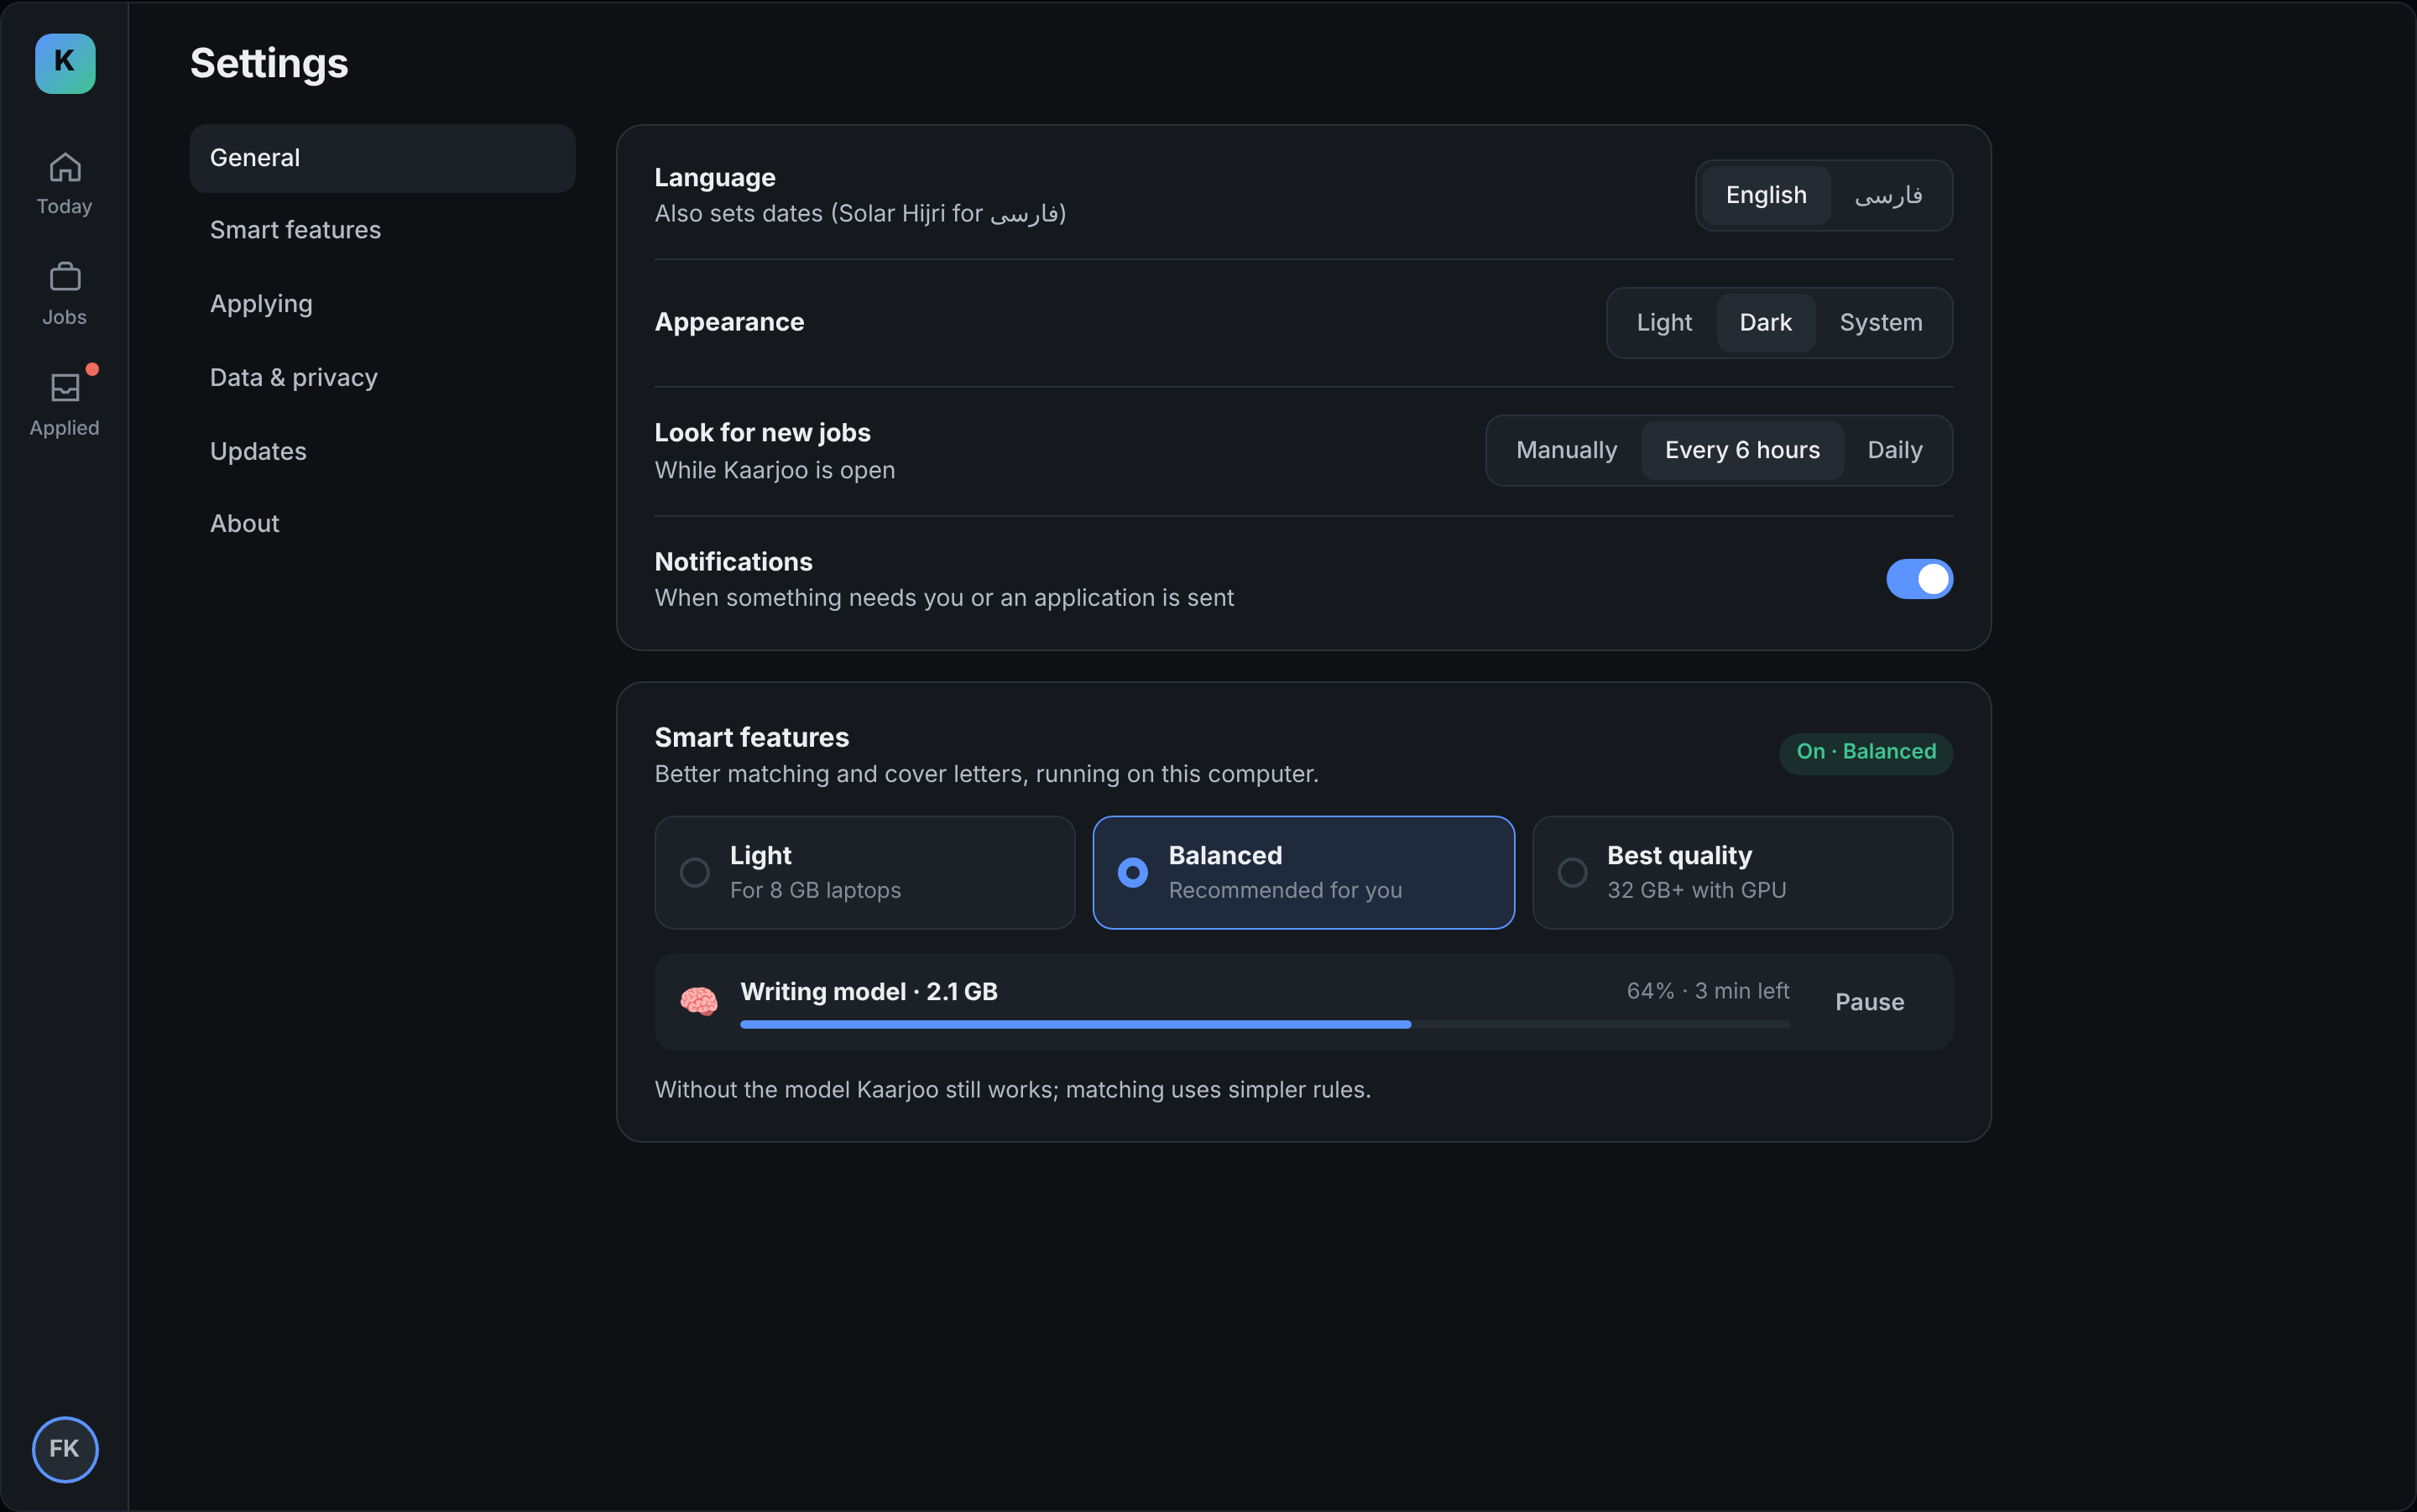 K
Today
Jobs
Applied
FK
Settings
General
Smart features
Applying
Data & privacy
Updates
About
Language
Also sets dates (Solar Hijri for فارسی)
English فارسی
Appearance
Light Dark System
Look for new jobs
While Kaarjoo is open
Manually Every 6 hours Daily
Notifications
When something needs you or an application is sent
Smart features
Better matching and cover letters, running on this computer.
On · Balanced
Light
For 8 GB laptops
Balanced
Recommended for you
Best quality
32 GB+ with GPU
Writing model · 2.1 GB
64% · 3 min left
Pause
Without the model Kaarjoo still works; matching uses simpler rules.